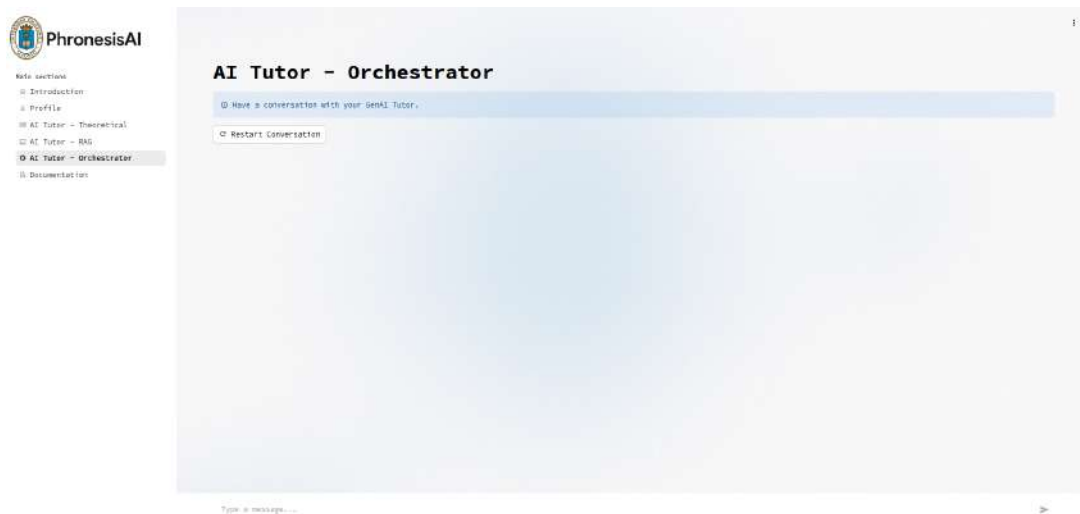 PhronesisAI
Main sections
Introduction
Profile
AI Tutor - Theoretical
AI Tutor - RAG
AI Tutor - Orchestrator
Documentation
AI Tutor - Orchestrator
Have a conversation with your GenAI Tutor.
Restart Conversation
Type a message...